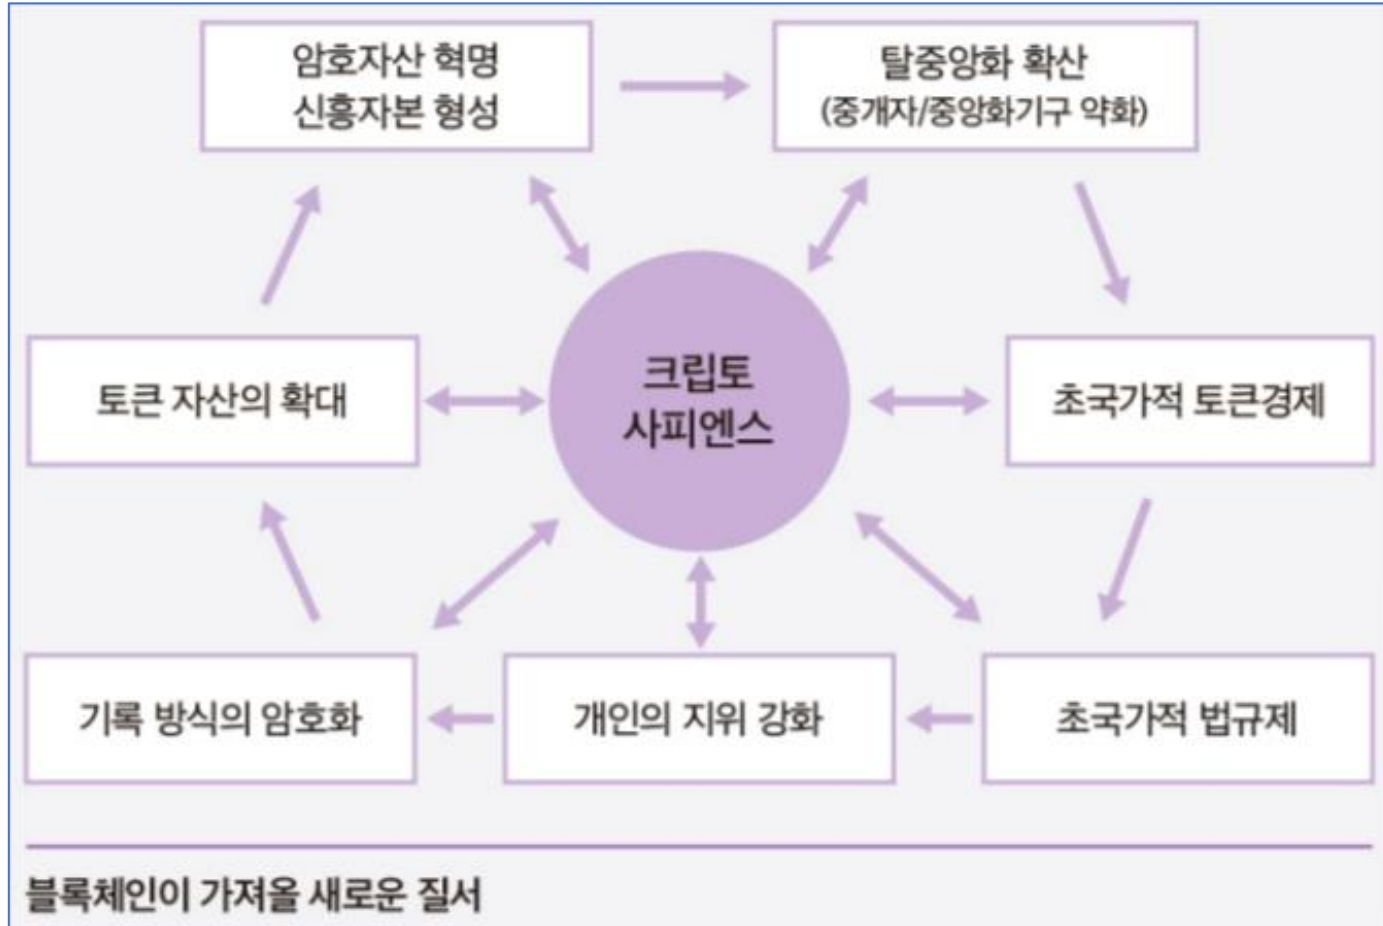 암호자산 혁명
신흥자본 형성
탈중앙화 확산
(중개자/중앙화기구 약화)
크립토
사피엔스
토큰 자산의 확대
초국가적 토큰경제
기록 방식의 암호화
개인의 지위 강화
초국가적 법규제
블록체인이 가져올 새로운 질서